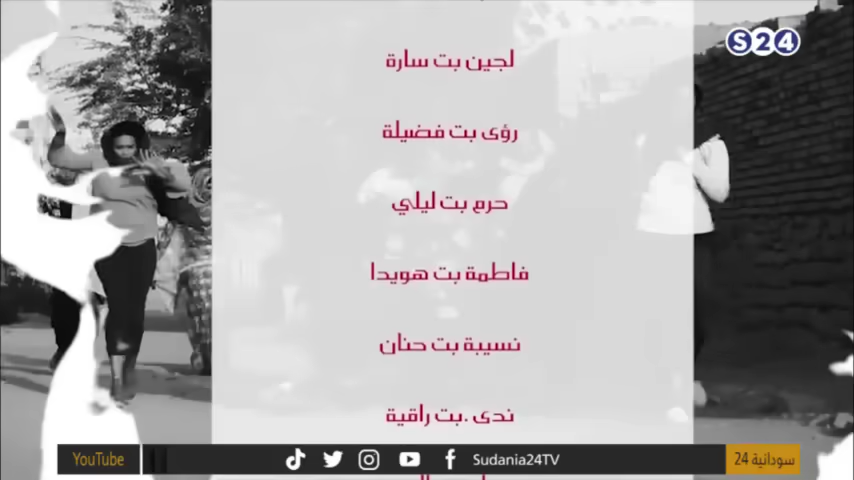 S24
لجين بت سارة
رؤى بت فضيلة
حرم بت ليلي
فاطمة بت هويدا
نسيبة بت حنان
ندى .بت راقية
YouTube
Sudania24TV
سودانية 24